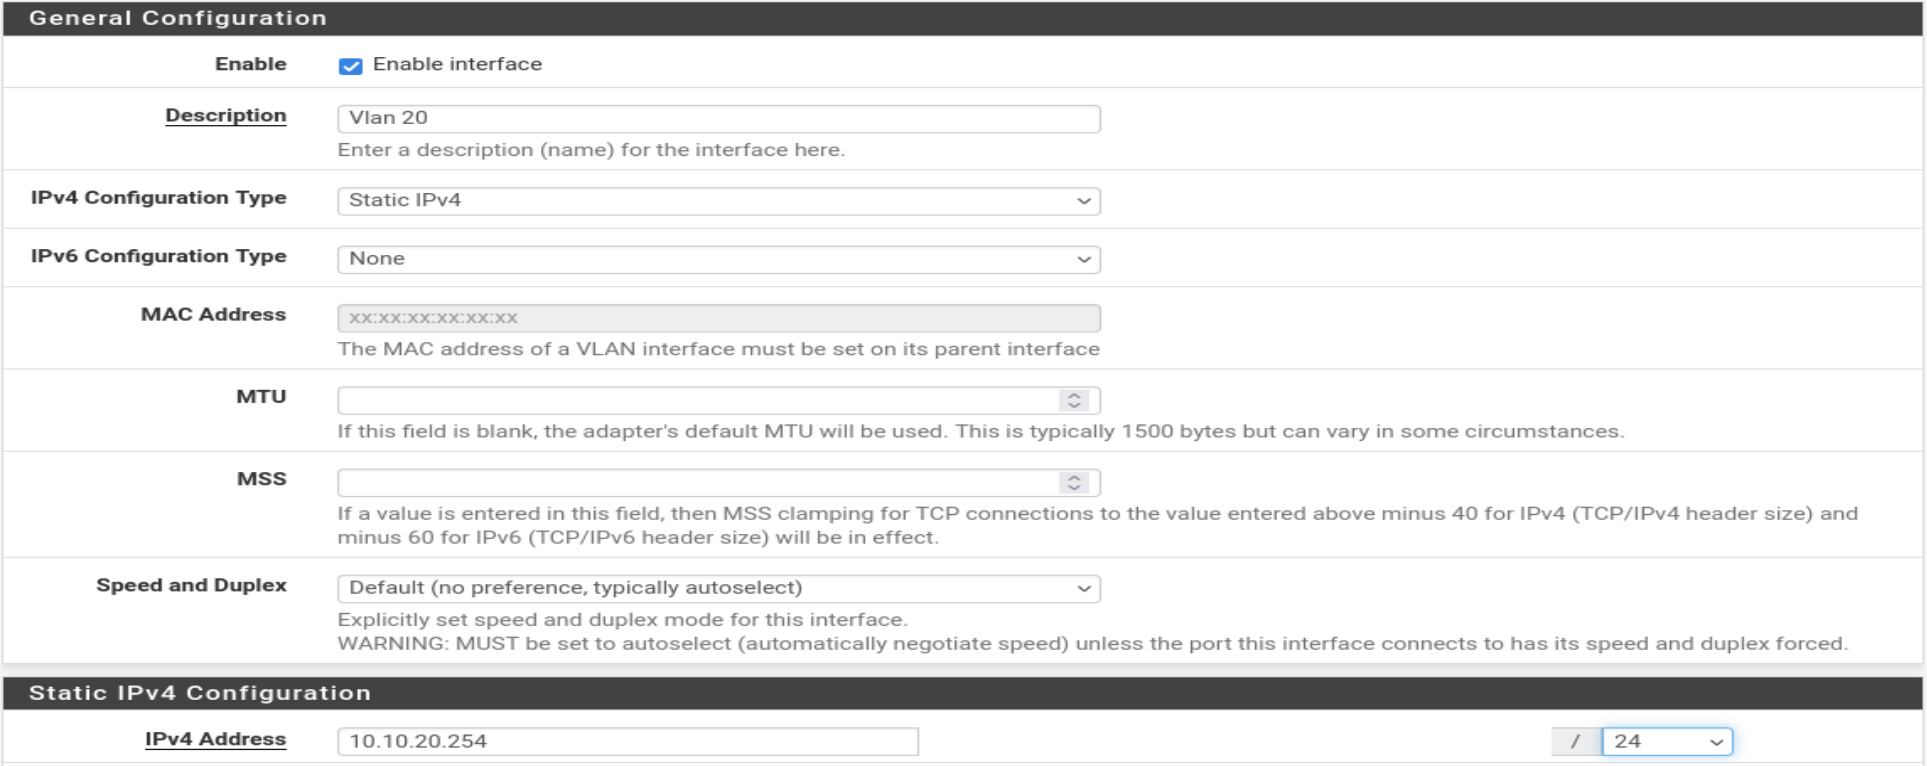 General Configuration
Enable
Enable interface
Description
Vlan 20
Enter a description (name) for the interface here.
IPv4 Configuration Type
Static IPv4
IPv6 Configuration Type
None
MAC Address
xx:xx:xx:xx:xx:xx
The MAC address of a VLAN interface must be set on its parent interface
MTU
If this field is blank, the adapter's default MTU will be used. This is typically 1500 bytes but can vary in some circumstances.
MSS
If a value is entered in this field, then MSS clamping for TCP connections to the value entered above minus 40 for IPv4 (TCP/IPv4 header size) and
minus 60 for IPv6 (TCP/IPv6 header size) will be in effect.
Speed and Duplex
Default (no preference, typically autoselect)
Explicitly set speed and duplex mode for this interface.
WARNING: MUST be set to autoselect (automatically negotiate speed) unless the port this interface connects to has its speed and duplex forced.
Static IPv4 Configuration
IPv4 Address
10.10.20.254
/ 24